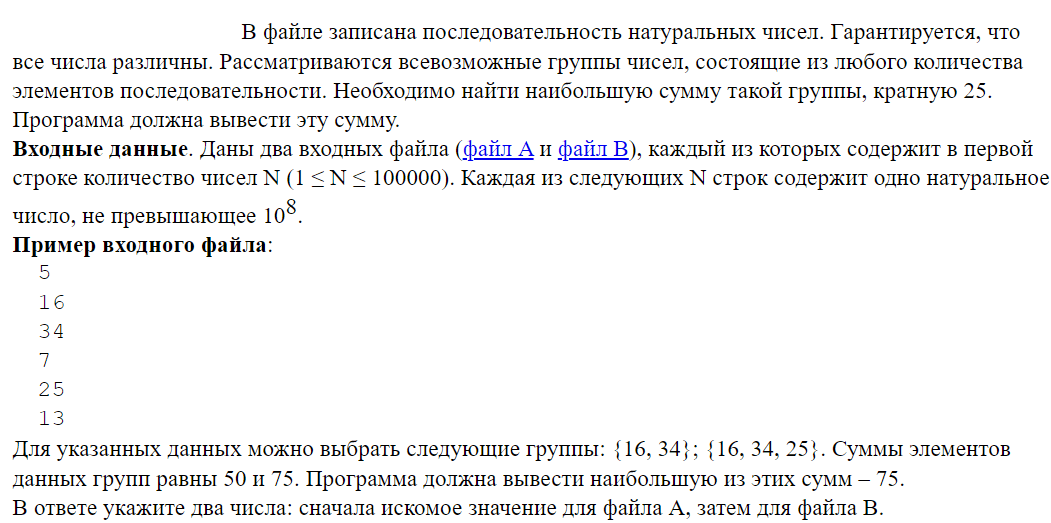 В файле записана последовательность натуральных чисел. Гарантируется, что
все числа различны. Рассматриваются всевозможные группы чисел, состоящие из любого количества
элементов последовательности. Необходимо найти наибольшую сумму такой группы, кратную 25.
Программа должна вывести эту сумму.
Входные данные. Даны два входных файла (файл A и файл B), каждый из которых содержит в первой
строке количество чисел N (1 ≤ N ≤ 100000). Каждая из следующих N строк содержит одно натуральное
число, не превышающее 10⁸.
Пример входного файла:
5
16
34
7
25
13
Для указанных данных можно выбрать следующие группы: {16, 34}; {16, 34, 25}. Суммы элементов
данных групп равны 50 и 75. Программа должна вывести наибольшую из этих сумм – 75.
В ответе укажите два числа: сначала искомое значение для файла А, затем для файла B.